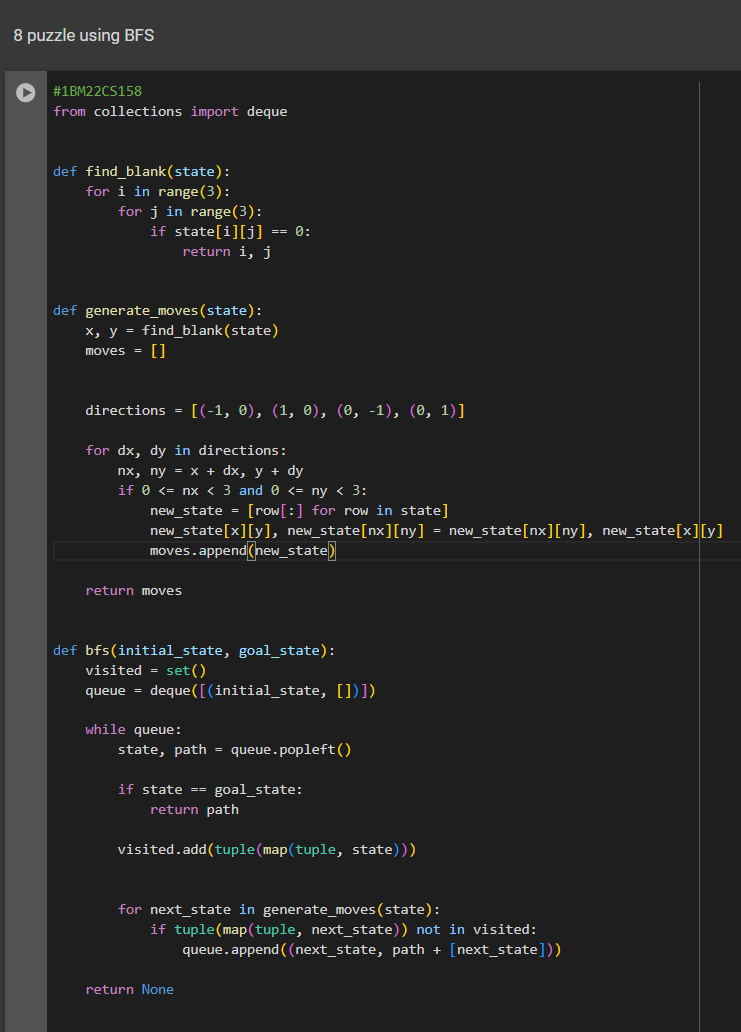 8 puzzle using BFS
#1BM22CS158
from collections import deque
def find_blank(state):
    for i in range(3):
        for j in range(3):
            if state[i][j] == 0:
                return i, j
def generate_moves(state):
    x, y = find_blank(state)
    moves = []
    directions = [(-1, 0), (1, 0), (0, -1), (0, 1)]
    for dx, dy in directions:
        nx, ny = x + dx, y + dy
        if 0 <= nx < 3 and 0 <= ny < 3:
            new_state = [row[:] for row in state]
            new_state[x][y], new_state[nx][ny] = new_state[nx][ny], new_state[x][y]
            moves.append(new_state)
    return moves
def bfs(initial_state, goal_state):
    visited = set()
    queue = deque([(initial_state, [])])
    while queue:
        state, path = queue.popleft()
        if state == goal_state:
            return path
        visited.add(tuple(map(tuple, state)))
        for next_state in generate_moves(state):
            if tuple(map(tuple, next_state)) not in visited:
                queue.append((next_state, path + [next_state]))
    return None